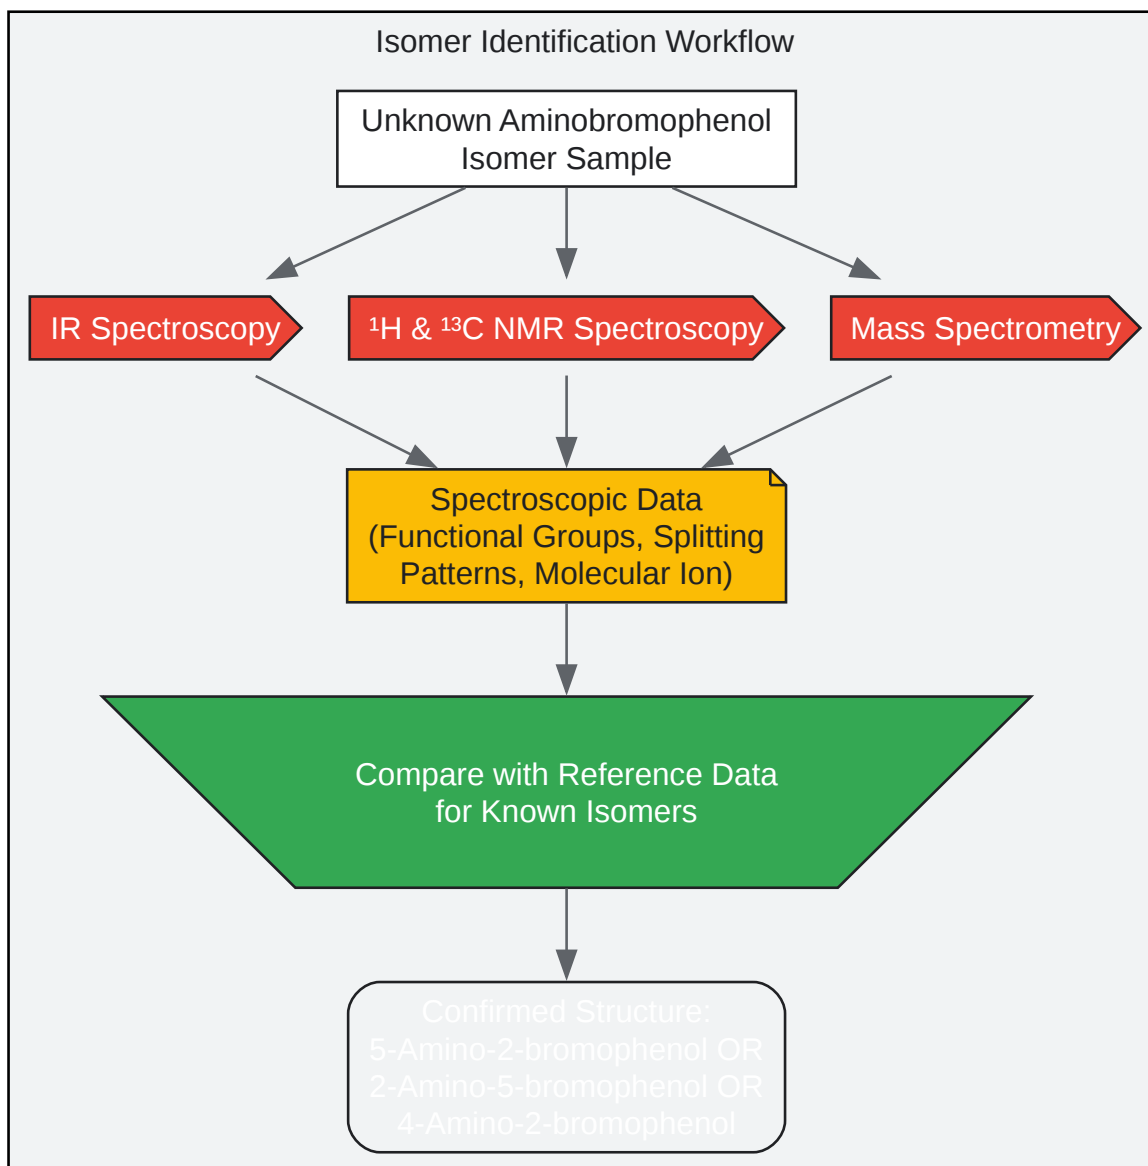 Isomer Identification Workflow
Unknown Aminobromophenol
Isomer Sample
IR Spectroscopy
¹H & ¹³C NMR Spectroscopy
Mass Spectrometry
Spectroscopic Data
(Functional Groups, Splitting
Patterns, Molecular Ion)
Compare with Reference Data
for Known Isomers
Confirmed Structure:
5-Amino-2-bromophenol OR
2-Amino-5-bromophenol OR
4-Amino-2-bromophenol